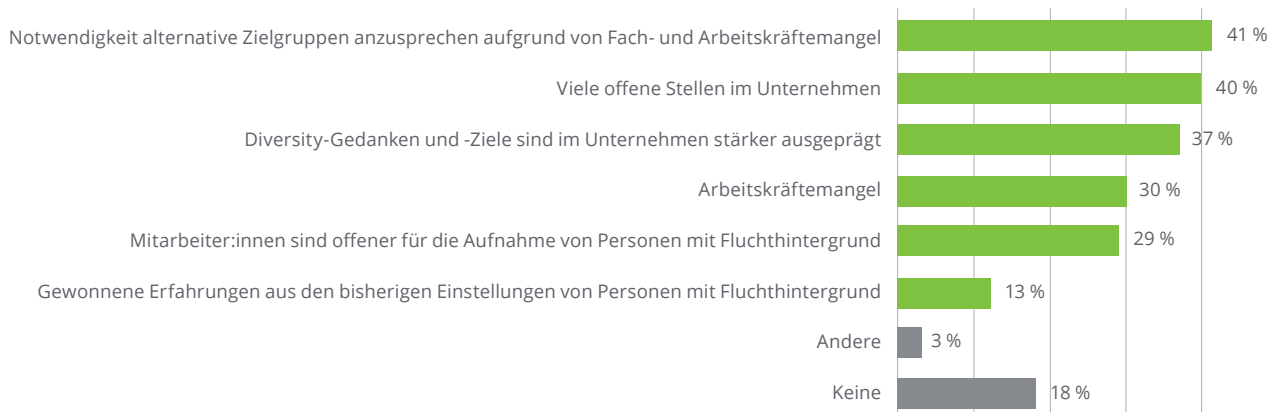 Notwendigkeit alternative Zielgruppen anzusprechen aufgrund von Fach- und Arbeitskräftemangel 41 %
Viele offene Stellen im Unternehmen 40 %
Diversity-Gedanken und -Ziele sind im Unternehmen stärker ausgeprägt 37 %
Arbeitskräftemangel 30 %
Mitarbeiter:innen sind offener für die Aufnahme von Personen mit Fluchthintergrund 29 %
Gewonnene Erfahrungen aus den bisherigen Einstellungen von Personen mit Fluchthintergrund 13 %
Andere 3 %
Keine 18 %